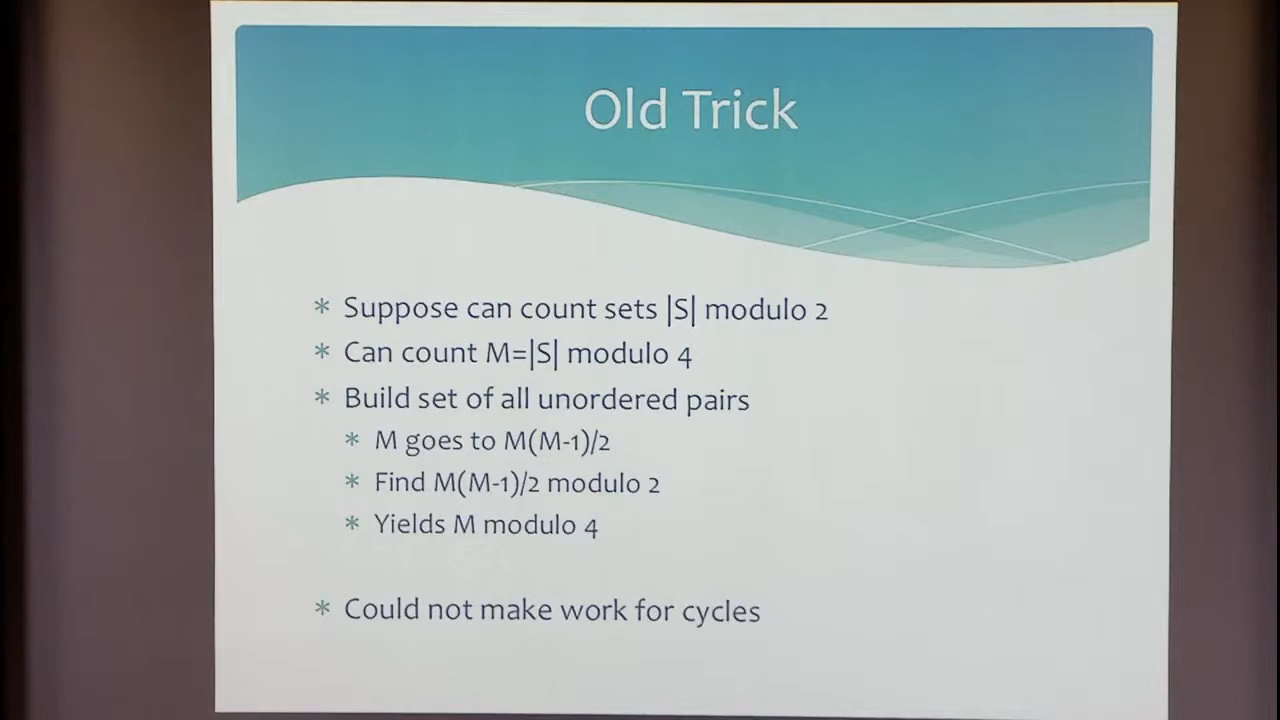 Old Trick
* Suppose can count sets |S| modulo 2
* Can count M=|S| modulo 4
* Build set of all unordered pairs
* M goes to M(M-1)/2
* Find M(M-1)/2 modulo 2
* Yields M modulo 4
* Could not make work for cycles